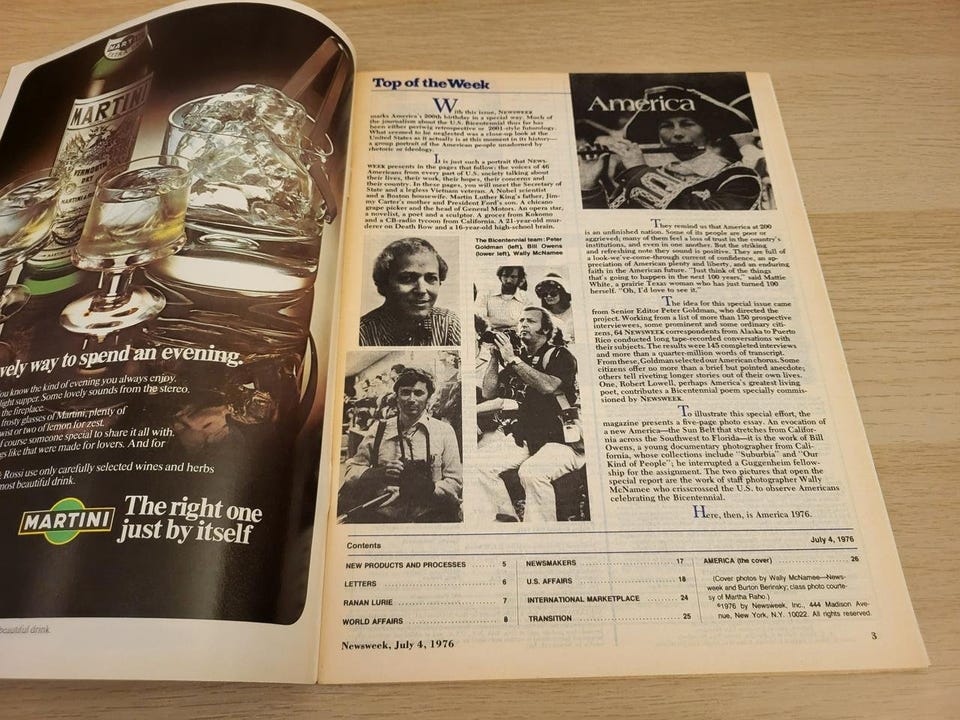 MARTINI
MARTINI
VERMOUTH
vely way to spend an evening.
ou know the kind of evening you always enjoy.
light supper. Some lovely sounds from the stereo.
the fireplace.
frosty glasses of Martini, plenty of
wist or two of lemon for zest.
f course someone special to share it all with.
gs like that were made for lovers. And for
& Rossi use only carefully selected wines and herbs
most beautiful drink.
MARTINI
The right one
just by itself
beautiful drink.
Top of the Week
With this issue, NEWSWEEK
marks America's 200th birthday in a special way. Much of
the journalism about the U.S. Bicentennial thus far has
been either periwig retrospective or 2001-style futurology.
What seemed to be neglected was a close-up look at the
United States as it actually is at this moment in its history—
a group portrait of the American people unadorned by
rhetoric or ideology.
It is just such a portrait that NEWS-
WEEK presents in the pages that follow: the voices of 46
Americans from every part of U.S. society talking about
their lives, their work, their hopes, their concerns and
their country. In these pages, you will meet the Secretary of
State and a legless Vietnam veteran. A Nobel scientist
and a Boston housewife. Martin Luther King's father, Jim-
my Carter's mother and President Ford's son. A chicano
grape picker and the head of General Motors. An opera star,
a novelist, a poet and a sculptor. A grocer from Kokomo
and a CB-radio tycoon from California. A 21-year-old mur-
derer on Death Row and a 16-year-old high-school brain.
The Bicentennial team: Peter
Goldman (left), Bill Owens
(lower left), Wally McNamee
America
They remind us that America at 200
is an unfinished nation. Some of its people are poor or
aggrieved; many of them feel a loss of trust in the country's
institutions, and even in one another. But the striking
and refreshing note they sound is positive. They are full of
a look-we've-come-through current of confidence, an ap-
preciation of American plenty and liberty, and an enduring
faith in the American future. "Just think of the things
that's going to happen in the next 100 years," said Mattie
White, a prairie Texas woman who has just turned 100
herself. "Oh, I'd love to see it."
The idea for this special issue came
from Senior Editor Peter Goldman, who directed the
project. Working from a list of more than 150 prospective
interviewees, some prominent and some ordinary citi-
zens, 64 NEWSWEEK correspondents from Alaska to Puerto
Rico conducted long tape-recorded conversations with
their subjects. The results were 145 completed interviews
and more than a quarter-million words of transcript.
From these, Goldman selected our American chorus. Some
citizens offer no more than a brief but pointed anecdote;
others tell riveting longer stories out of their own lives.
One, Robert Lowell, perhaps America's greatest living
poet, contributes a Bicentennial poem specially commis-
sioned by NEWSWEEK.
To illustrate this special effort, the
magazine presents a five-page photo essay. An evocation of
a new America—the Sun Belt that stretches from Califor-
nia across the Southwest to Florida—it is the work of Bill
Owens, a young documentary photographer from Cali-
fornia, whose collections include "Suburbia" and "Our
Kind of People"; he interrupted a Guggenheim fellow-
ship for the assignment. The two pictures that open the
special report are the work of staff photographer Wally
McNamee who crisscrossed the U.S. to observe Americans
celebrating the Bicentennial.
Here, then, is America 1976.
Contents
July 4, 1976
NEW PRODUCTS AND PROCESSES ........ 5
LETTERS ........ 6
RANAN LURIE ........ 7
WORLD AFFAIRS ........ 8
NEWSMAKERS ........ 17
U.S. AFFAIRS ........ 18
INTERNATIONAL MARKETPLACE ........ 24
TRANSITION ........ 25
AMERICA (the cover) ........ 26
(Cover photos by Wally McNamee—News-
week and Burton Berinsky; class photo courte-
sy of Martha Raho.)
©1976 by Newsweek, Inc., 444 Madison Ave-
nue, New York, N.Y. 10022. All rights reserved.
Newsweek, July 4, 1976
3